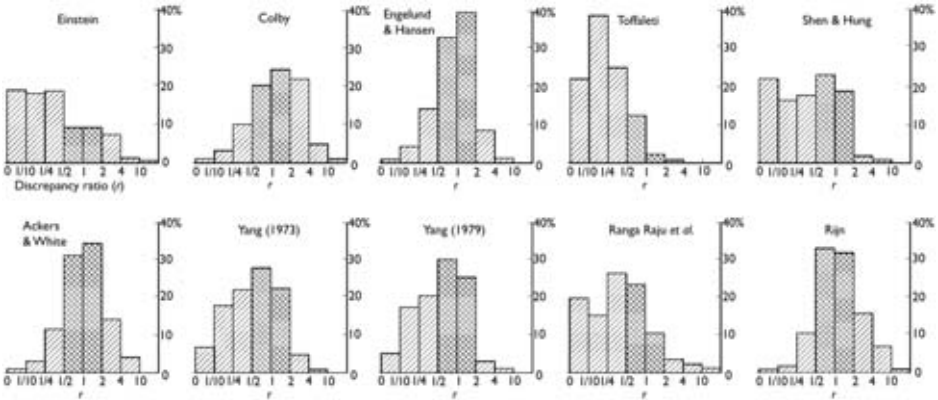 Einstein
40%
30
20
10
0
0 1/10 1/4 1/2 1 2 4 10
Discrepancy ratio (r)
Colby
40%
30
20
10
0
0 1/10 1/4 1/2 1 2 4 10
r
Engelund
& Hansen
40%
30
20
10
0
0 1/10 1/4 1/2 1 2 4 10
r
Toffaleti
40%
30
20
10
0
0 1/10 1/4 1/2 1 2 4 10
r
Shen & Hung
40%
30
20
10
0
0 1/10 1/4 1/2 1 2 4 10
r
Ackers
& White
40%
30
20
10
0
0 1/10 1/4 1/2 1 2 4 10
r
Yang (1973)
40%
30
20
10
0
0 1/10 1/4 1/2 1 2 4 10
r
Yang (1979)
40%
30
20
10
0
0 1/10 1/4 1/2 1 2 4 10
r
Ranga Raju et al.
40%
30
20
10
0
0 1/10 1/4 1/2 1 2 4 10
r
Rijn
40%
30
20
10
0
0 1/10 1/4 1/2 1 2 4 10
r